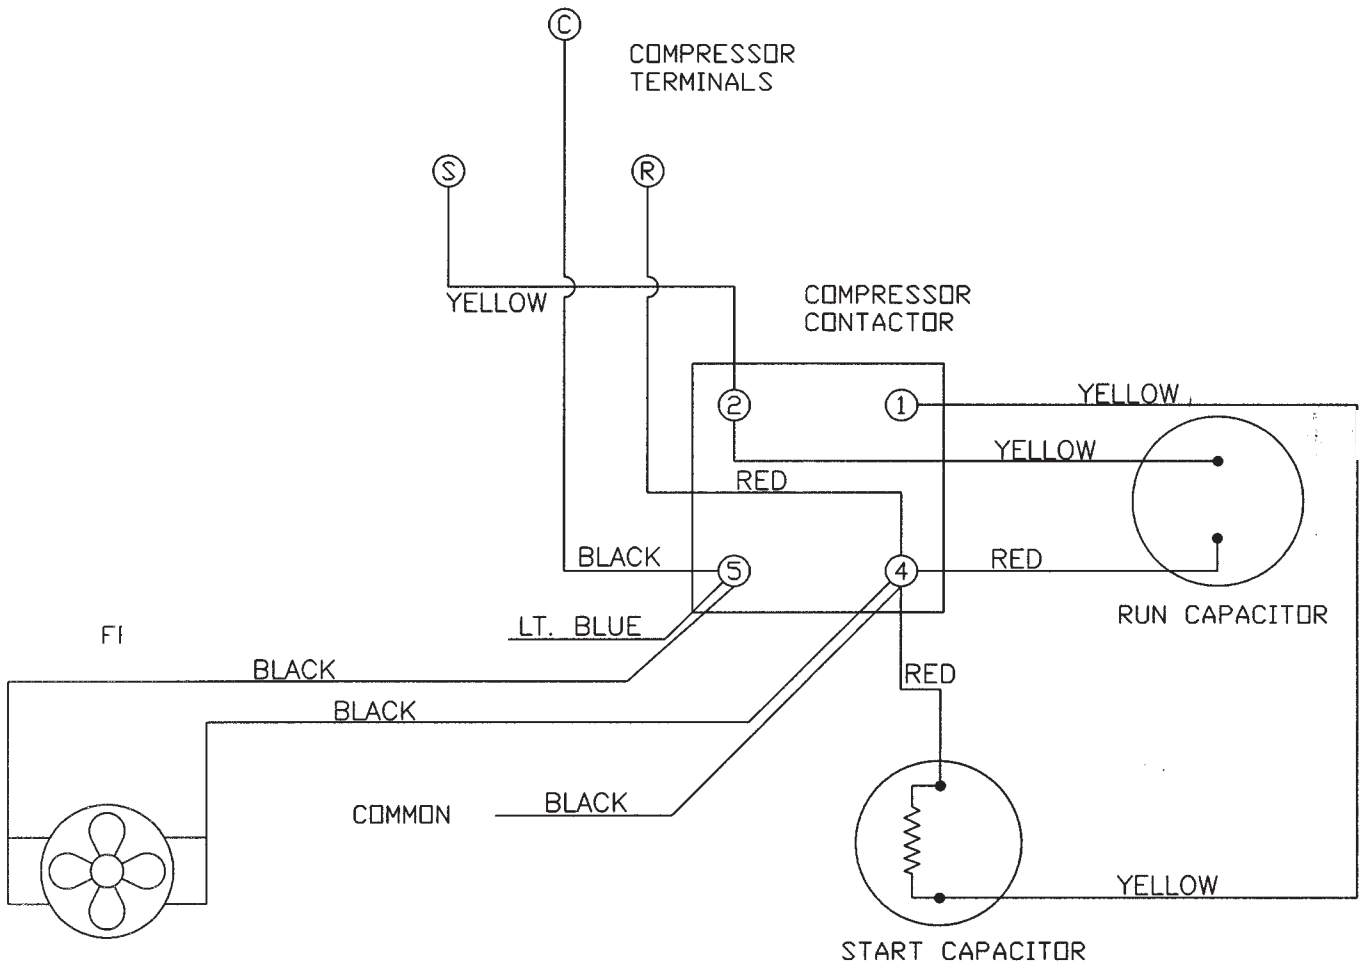 C
COMPRESSOR
TERMINALS
S
R
YELLOW
COMPRESSOR
CONTACTOR
2
1
YELLOW
YELLOW
RED
BLACK
5
4
RED
RUN CAPACITOR
LT. BLUE
BLACK
RED
BLACK
COMMON
BLACK
YELLOW
START CAPACITOR